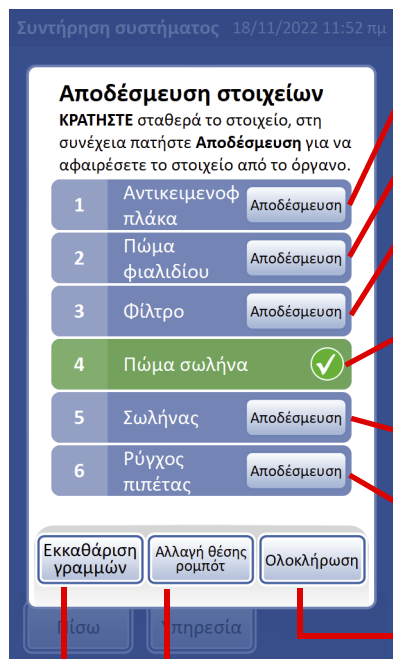 Συντήρηση συστήματος 18/11/2022 11:52 πμ
Αποδέσμευση στοιχείων
ΚΡΑΤΗΣΤΕ σταθερά το στοιχείο, στη
συνέχεια πατήστε Αποδέσμευση για να
αφαιρέσετε το στοιχείο από το όργανο.
1 Αντικειμενοφ
πλάκα Αποδέσμευση
2 Πώμα
φιαλιδίου Αποδέσμευση
3 Φίλτρο Αποδέσμευση
4 Πώμα σωλήνα
5 Σωλήνας Αποδέσμευση
6 Ρύγχος
πιπέτας Αποδέσμευση
Εκκαθάριση
γραμμών
Αλλαγή θέσης
ρομπότ
Ολοκλήρωση
Πίσω Υπηρεσία